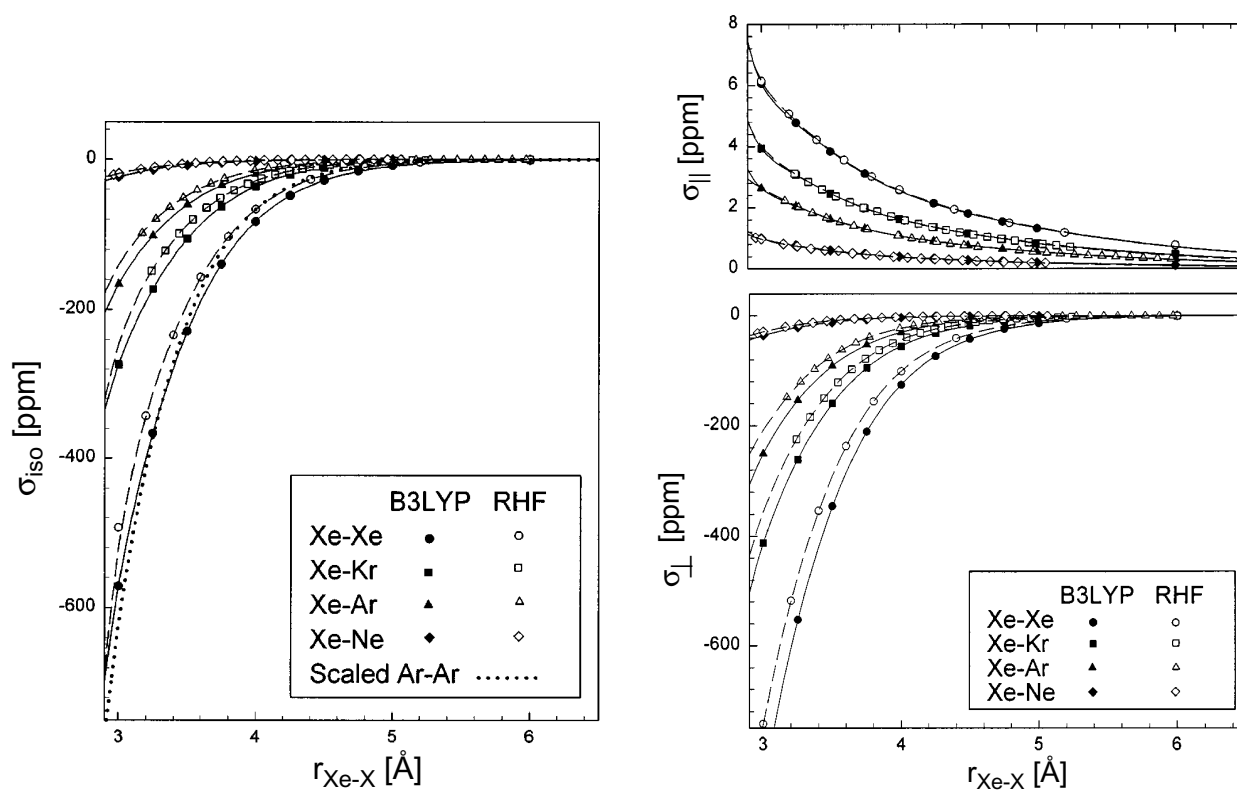 0
-200
-400
-600
σiso [ppm]
3 4 5 6
rXe-X [Å]
B3LYP RHF
Xe-Xe
Xe-Kr
Xe-Ar
Xe-Ne
Scaled Ar-Ar
8
6
4
2
0
σ|| [ppm]
0
-200
-400
-600
σ⊥ [ppm]
3 4 5 6
rXe-X [Å]
B3LYP RHF
Xe-Xe
Xe-Kr
Xe-Ar
Xe-Ne